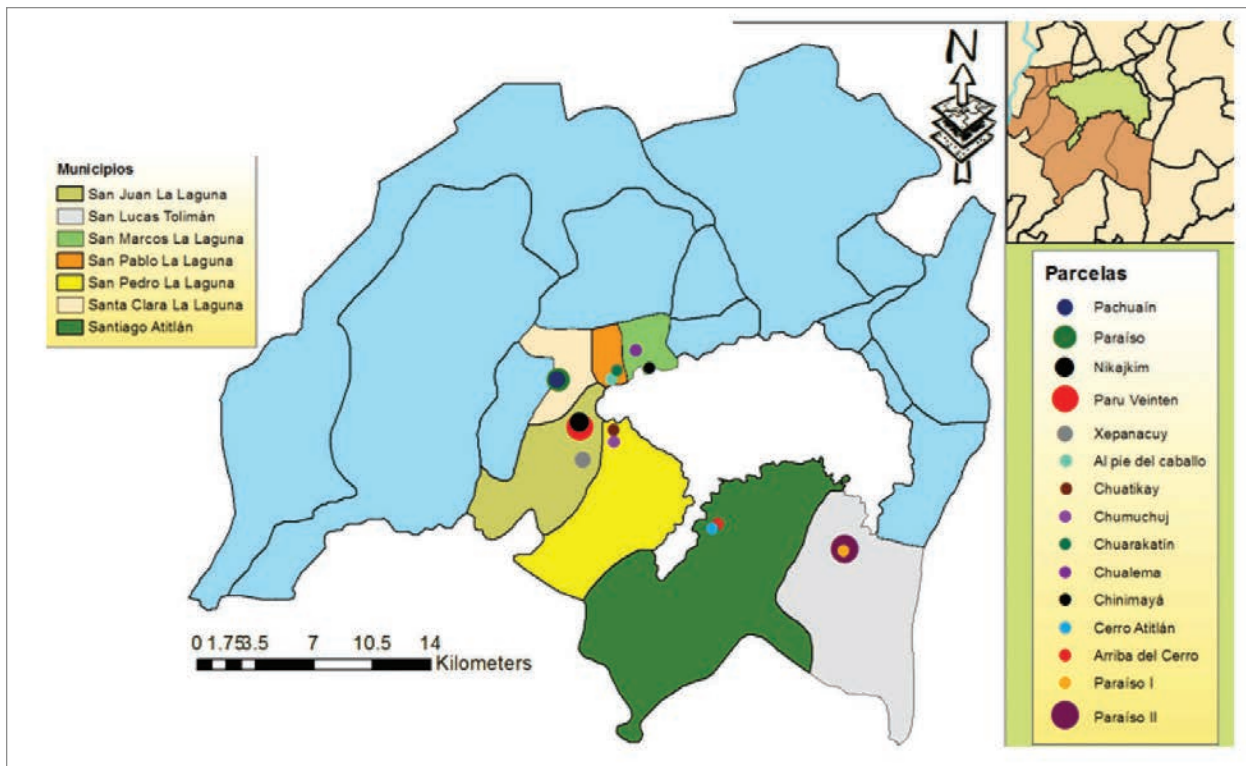 N
Municipios
San Juan La Laguna
San Lucas Tolimán
San Marcos La Laguna
San Pablo La Laguna
San Pedro La Laguna
Santa Clara La Laguna
Santiago Atitlán
0 1.75 3.5 7 10.5 14
Kilometers
Parcelas
Pachuaín
Paraíso
Nikajkim
Paru Veinten
Xepanacuy
Al pie del caballo
Chuatikay
Chumuchuj
Chuarakatín
Chualema
Chinimayá
Cerro Atitlán
Arriba del Cerro
Paraíso I
Paraíso II